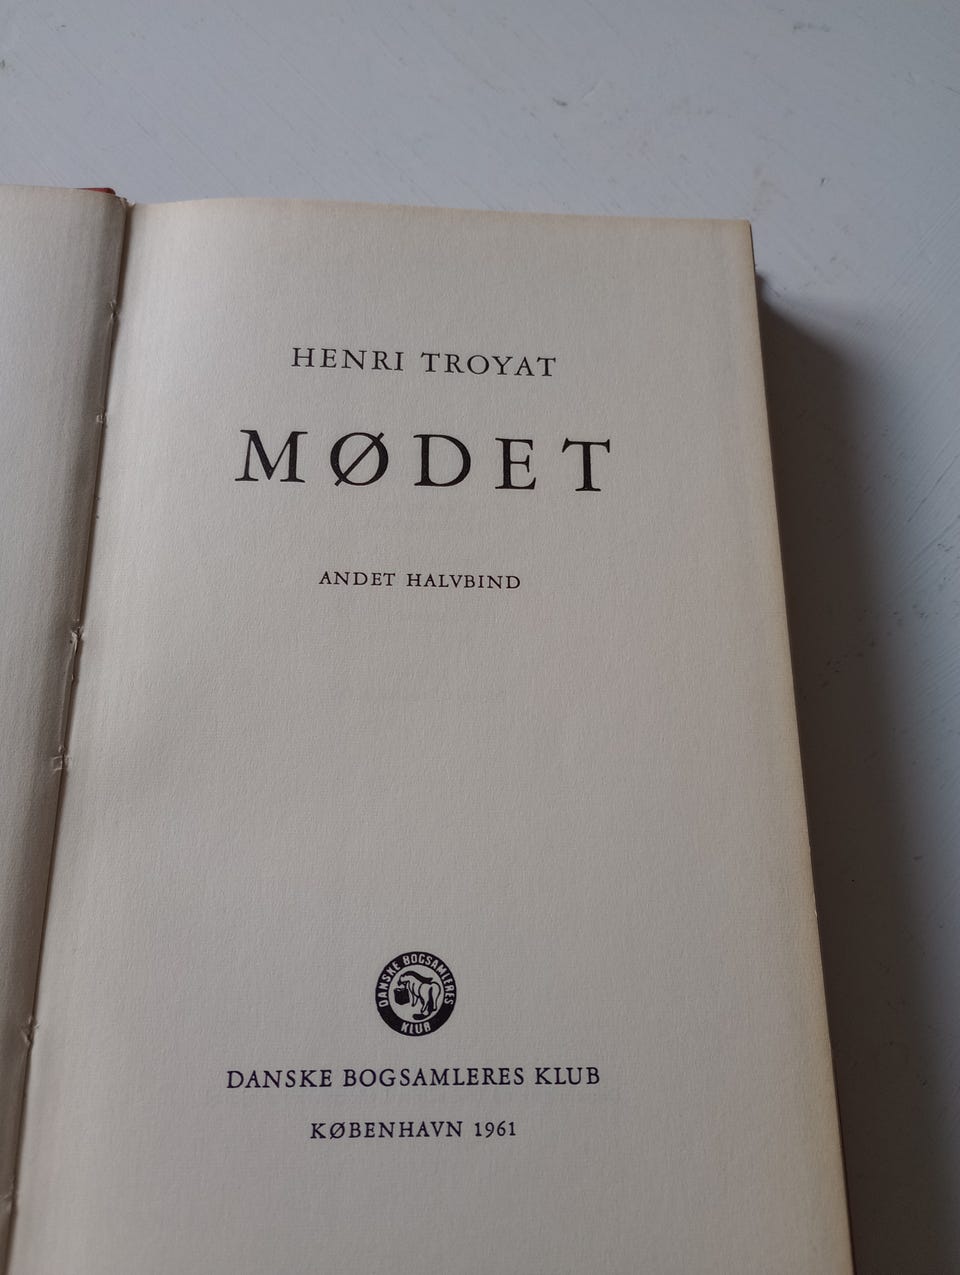 HENRI TROYAT
MØDET
ANDET HALVBIND
DANSKE BOGSAMLERES
KLUB
DANSKE BOGSAMLERES KLUB
KØBENHAVN 1961